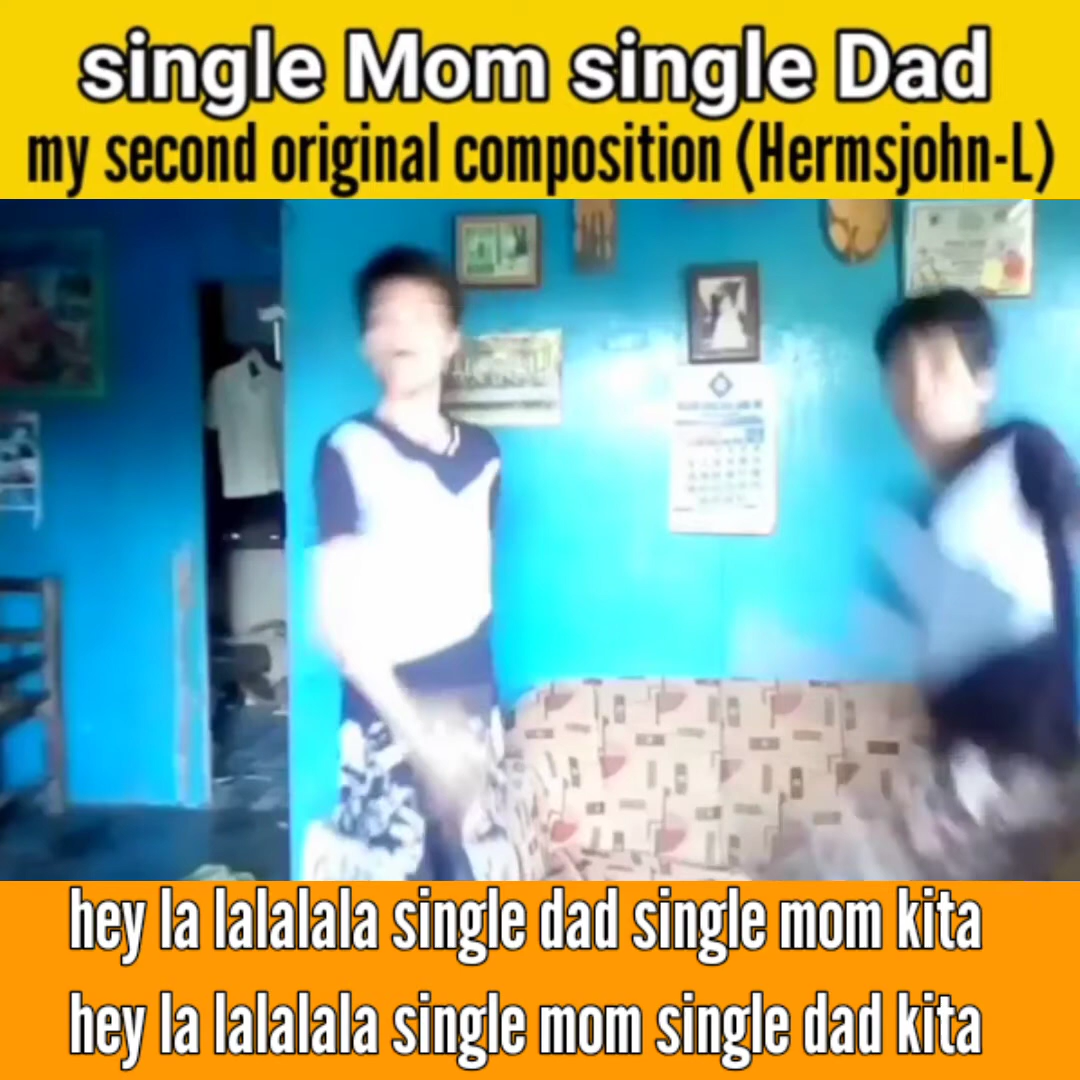 single Mom single Dad
my second original composition (Hermsjohn-L)
hey la lalalala single dad single mom kita
hey la lalalala single mom single dad kita